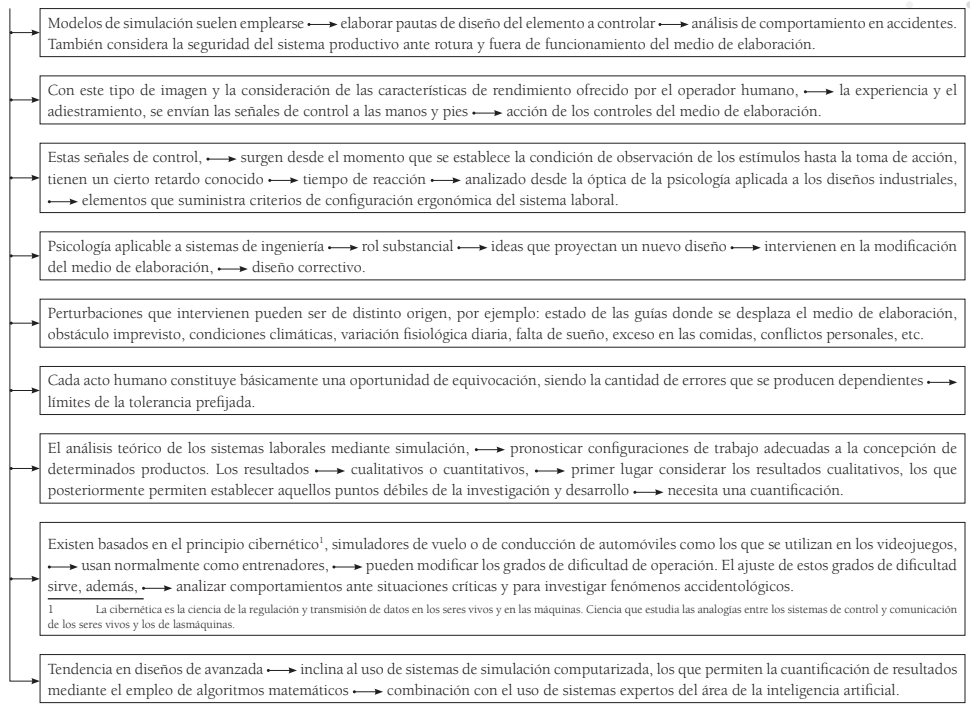 Modelos de simulación suelen emplearse ⟶ elaborar pautas de diseño del elemento a controlar ⟶ análisis de comportamiento en accidentes.
También considera la seguridad del sistema productivo ante rotura y fuera de funcionamiento del medio de elaboración.
Con este tipo de imagen y la consideración de las características de rendimiento ofrecido por el operador humano, ⟶ la experiencia y el
adiestramiento, se envían las señales de control a las manos y pies ⟶ acción de los controles del medio de elaboración.
Estas señales de control, ⟶ surgen desde el momento que se establece la condición de observación de los estímulos hasta la toma de acción,
tienen un cierto retardo conocido ⟶ tiempo de reacción ⟶ analizado desde la óptica de la psicología aplicada a los diseños industriales,
⟶ elementos que suministra criterios de configuración ergonómica del sistema laboral.
Psicología aplicable a sistemas de ingeniería ⟶ rol substancial ⟶ ideas que proyectan un nuevo diseño ⟶ intervienen en la modificación
del medio de elaboración, ⟶ diseño correctivo.
Perturbaciones que intervienen pueden ser de distinto origen, por ejemplo: estado de las guías donde se desplaza el medio de elaboración,
obstáculo imprevisto, condiciones climáticas, variación fisiológica diaria, falta de sueño, exceso en las comidas, conflictos personales, etc.
Cada acto humano constituye básicamente una oportunidad de equivocación, siendo la cantidad de errores que se producen dependientes ⟶
límites de la tolerancia prefijada.
El análisis teórico de los sistemas laborales mediante simulación, ⟶ pronosticar configuraciones de trabajo adecuadas a la concepción de
determinados productos. Los resultados ⟶ cualitativos o cuantitativos, ⟶ primer lugar considerar los resultados cualitativos, los que
posteriormente permiten establecer aquellos puntos débiles de la investigación y desarrollo ⟶ necesita una cuantificación.
Existen basados en el principio cibernético¹, simuladores de vuelo o de conducción de automóviles como los que se utilizan en los videojuegos,
⟶ usan normalmente como entrenadores, ⟶ pueden modificar los grados de dificultad de operación. El ajuste de estos grados de dificultad
sirve, además, ⟶ analizar comportamientos ante situaciones críticas y para investigar fenómenos accidentológicos.
1 La cibernética es la ciencia de la regulación y transmisión de datos en los seres vivos y en las máquinas. Ciencia que estudia las analogías entre los sistemas de control y comunicación
de los seres vivos y los de lasmáquinas.
Tendencia en diseños de avanzada ⟶ inclina al uso de sistemas de simulación computarizada, los que permiten la cuantificación de resultados
mediante el empleo de algoritmos matemáticos ⟶ combinación con el uso de sistemas expertos del área de la inteligencia artificial.